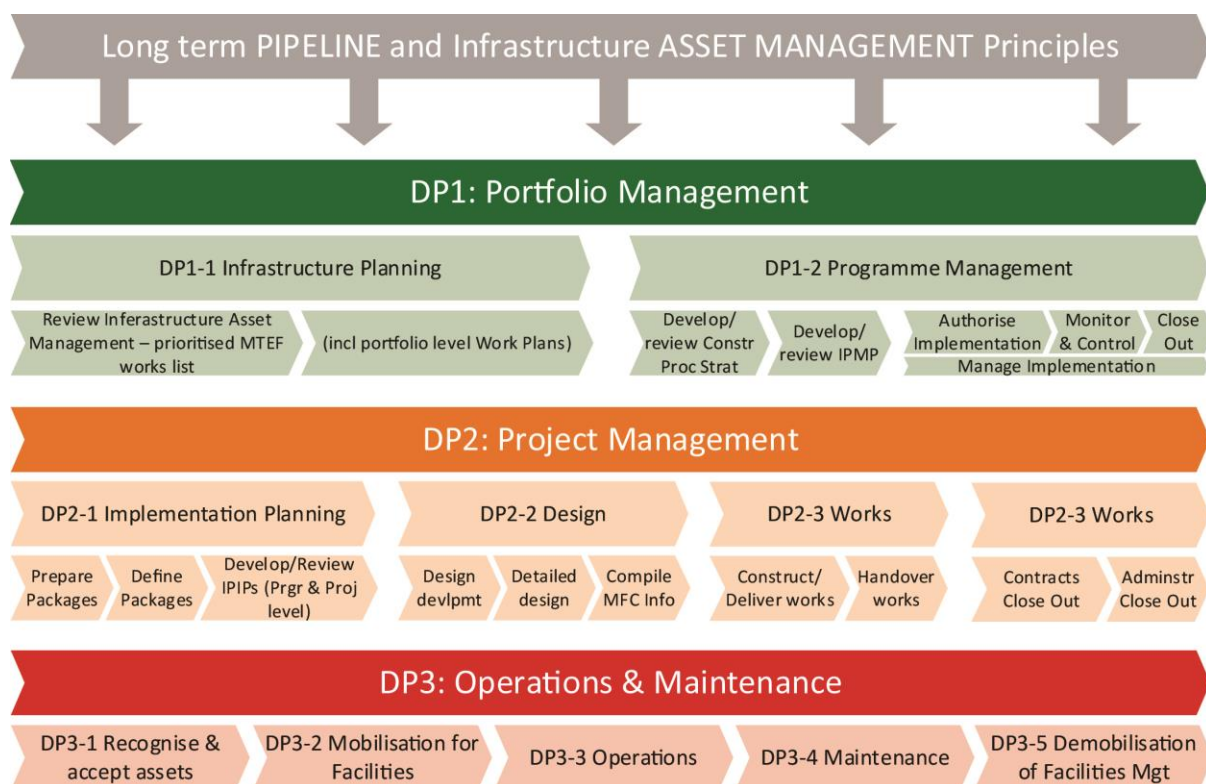 Long term PIPELINE and Infrastructure ASSET MANAGEMENT Principles
DP1: Portfolio Management
DP1-1 Infrastructure Planning
DP1-2 Programme Management
Review Inferastructure Asset
Management – prioritised MTEF
works list
(incl portfolio level Work Plans)
Develop/
review Constr
Proc Strat
Develop/
review IPMP
Authorise
Implementation
Monitor
& Control
Close
Out
Manage Implementation
DP2: Project Management
DP2-1 Implementation Planning
DP2-2 Design
DP2-3 Works
DP2-3 Works
Prepare
Packages
Define
Packages
Develop/Review
IPIPs (Prgr & Proj
level)
Design
devlpmt
Detailed
design
Compile
MFC Info
Construct/
Deliver works
Handover
works
Contracts
Close Out
Adminstr
Close Out
DP3: Operations & Maintenance
DP3-1 Recognise &
accept assets
DP3-2 Mobilisation for
Facilities
DP3-3 Operations
DP3-4 Maintenance
DP3-5 Demobilisation
of Facilities Mgt